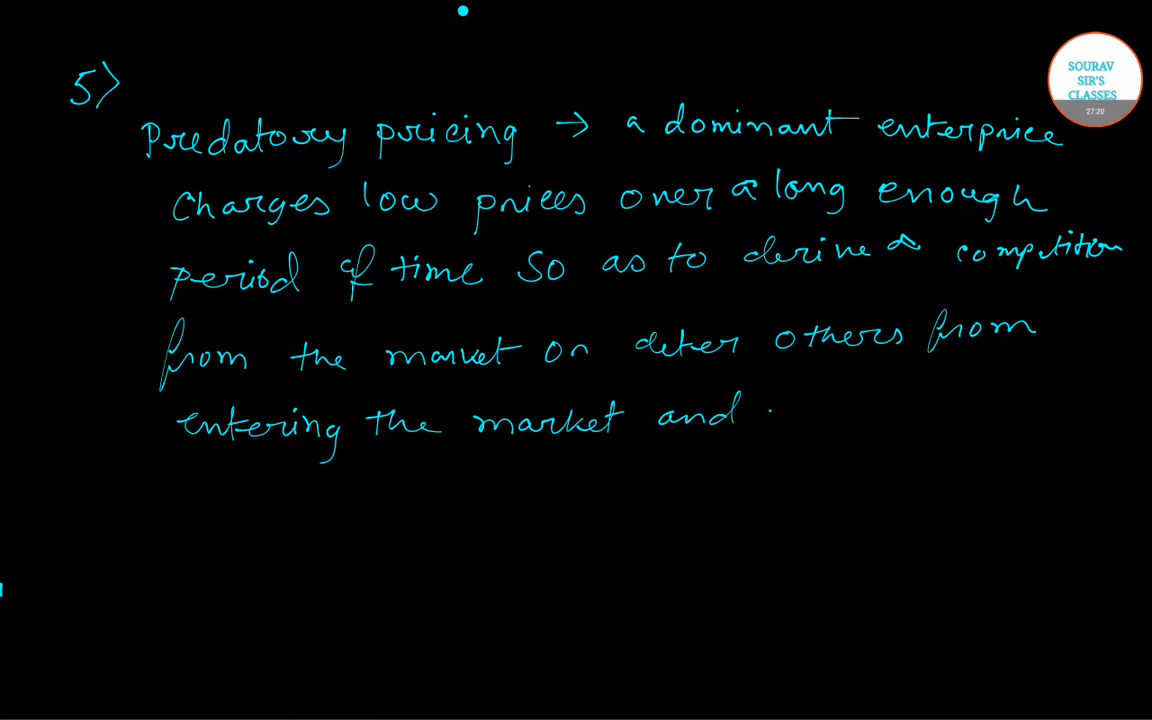 SOURAV
SIR'S
CLASSES
27:20
5)
Predatory pricing → a dominant enterprice
charges low prices over a long enough
period of time so as to derive a competition
from the market or deter others from
entering the market and